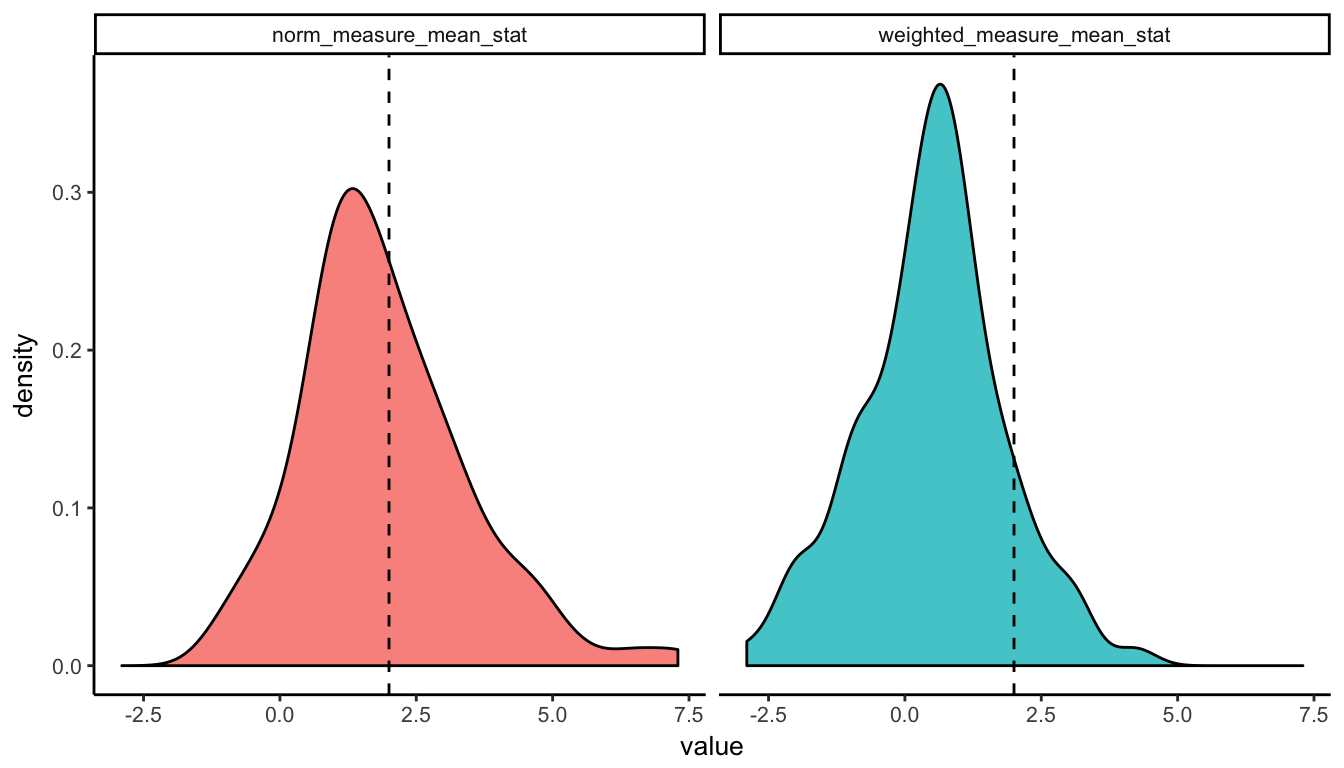 norm_measure_mean_stat
weighted_measure_mean_stat
density
0.3
0.2
0.1
0.0
-2.5 0.0 2.5 5.0 7.5
-2.5 0.0 2.5 5.0 7.5
value